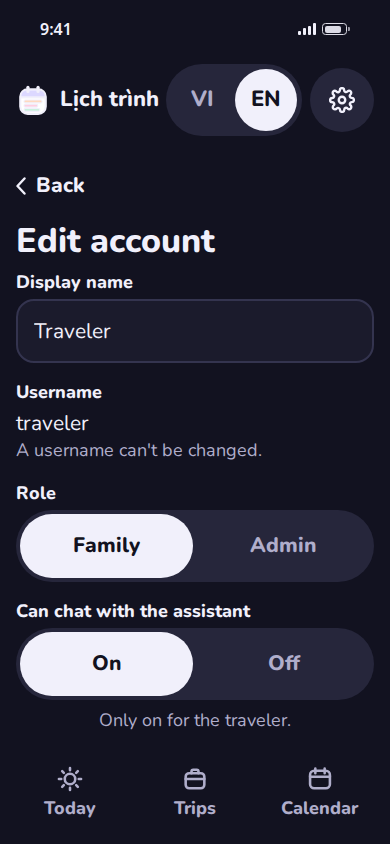 9:41
Lịch trình
VI
EN
Back
Edit account
Display name
Traveler
Username
traveler
A username can't be changed.
Role
Family
Admin
Can chat with the assistant
On
Off
Only on for the traveler.
Today
Trips
Calendar